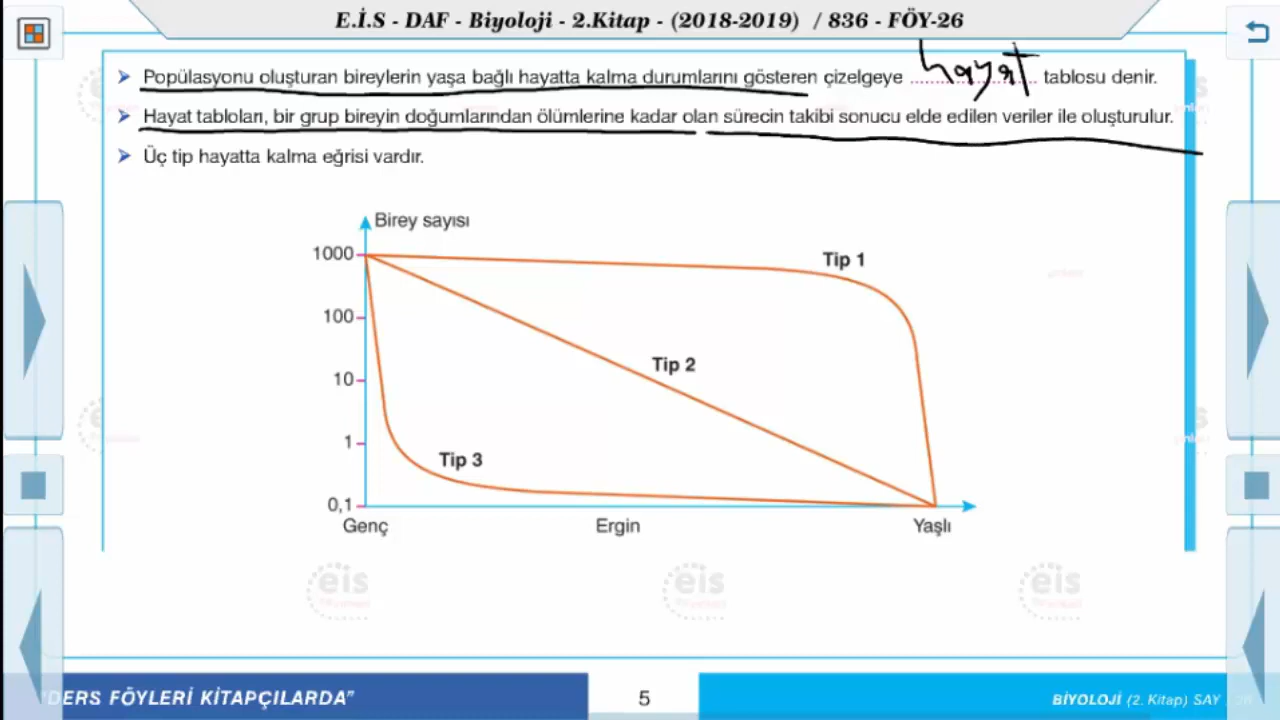 E.İ.S - DAF - Biyoloji - 2.Kitap - (2018-2019) / 836 - FÖY-26
Popülasyonu oluşturan bireylerin yaşa bağlı hayatta kalma durumlarını gösteren çizelgeye hayat tablosu denir.
Hayat tabloları, bir grup bireyin doğumlarından ölümlerine kadar olan sürecin takibi sonucu elde edilen veriler ile oluşturulur.
Üç tip hayatta kalma eğrisi vardır.
Birey sayısı
1000
Tip 1
100
Tip 2
10
1
Tip 3
0,1
Genç Ergin Yaşlı
eis eis eis
"DERS FÖYLERİ KİTAPÇILARDA"
5
BİYOLOJİ (2. Kitap) SAY